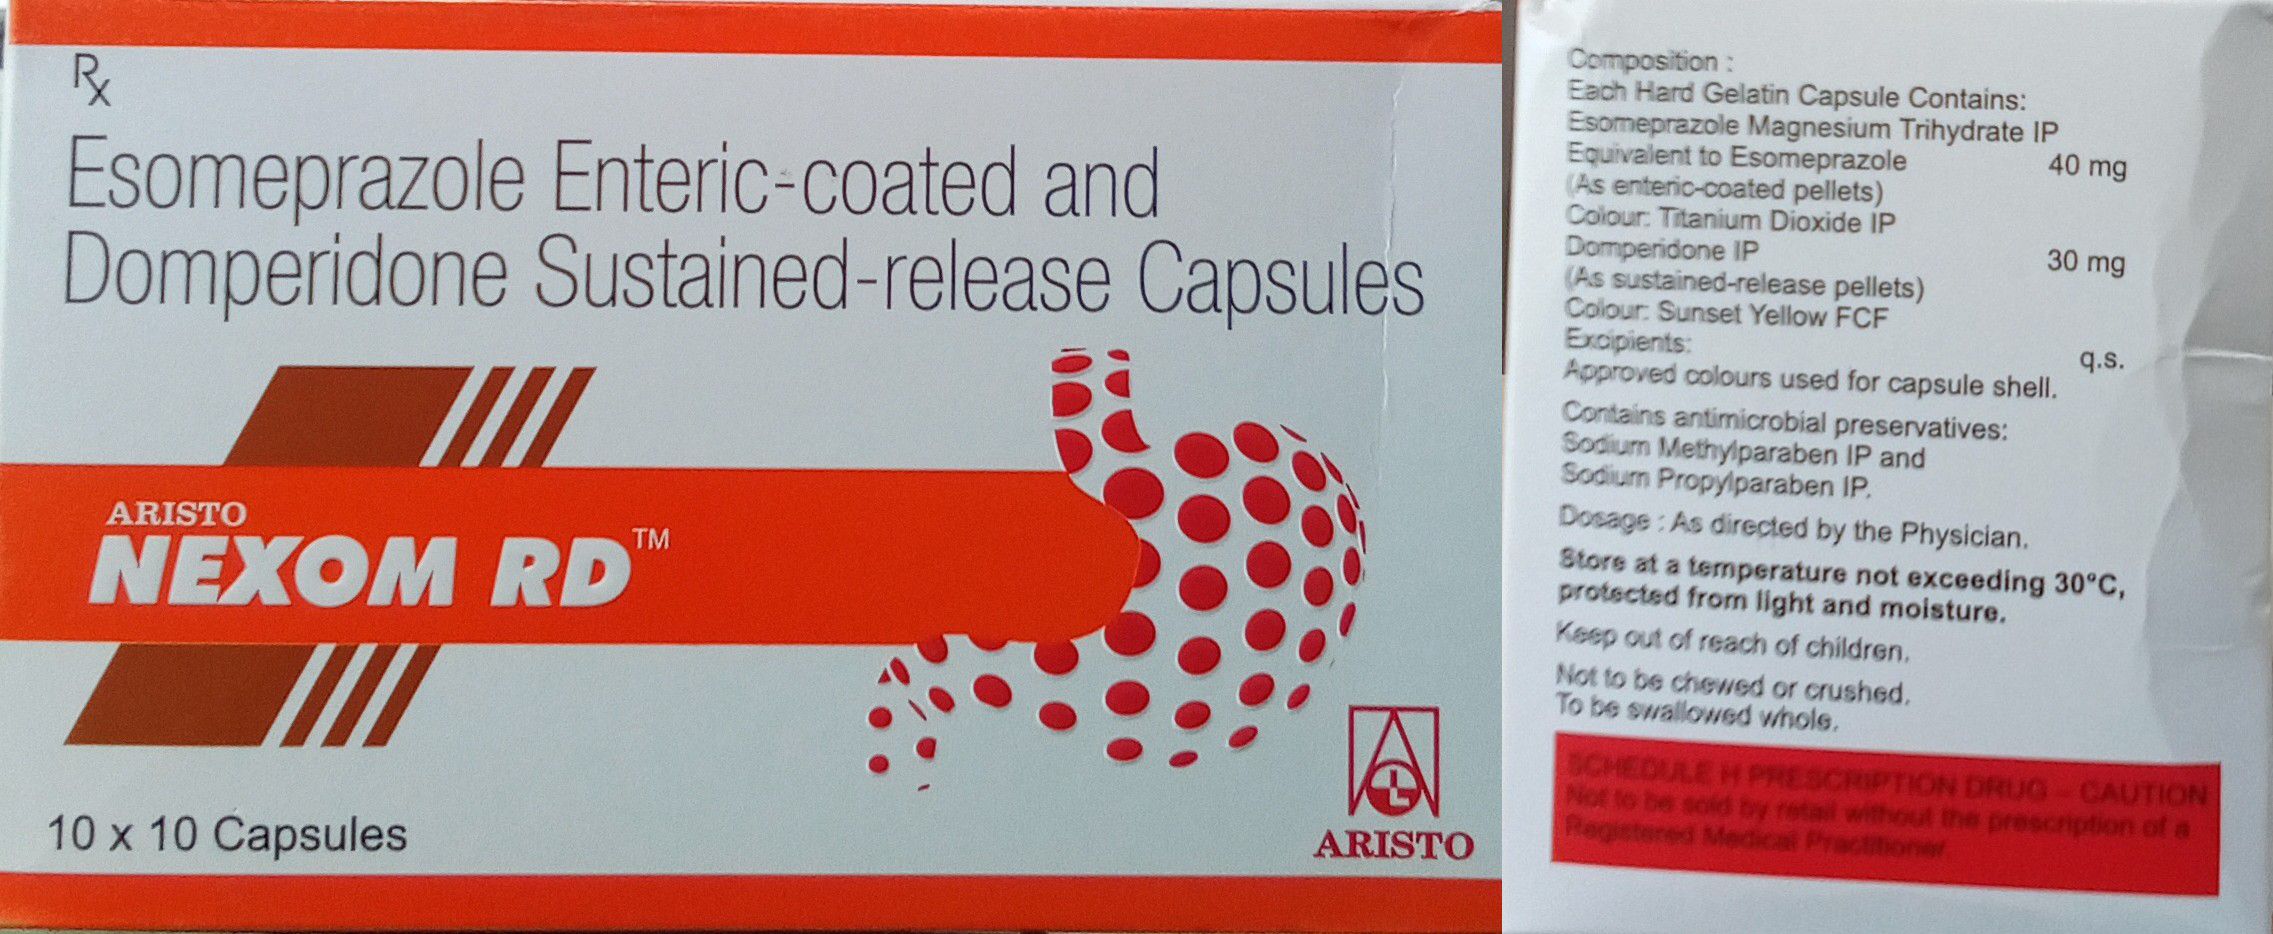 Rx
Esomeprazole Enteric-coated and
Domperidone Sustained-release Capsules
ARISTO
NEXOM RD™
10 x 10 Capsules
ARISTO
Composition :
Each Hard Gelatin Capsule Contains:
Esomeprazole Magnesium Trihydrate IP
Equivalent to Esomeprazole 40 mg
(As enteric-coated pellets)
Colour: Titanium Dioxide IP
Domperidone IP 30 mg
(As sustained-release pellets)
Colour: Sunset Yellow FCF
Excipients: q.s.
Approved colours used for capsule shell.
Contains antimicrobial preservatives:
Sodium Methylparaben IP and
Sodium Propylparaben IP.
Dosage : As directed by the Physician.
Store at a temperature not exceeding 30°C,
protected from light and moisture.
Keep out of reach of children.
Not to be chewed or crushed.
To be swallowed whole.
SCHEDULE H PRESCRIPTION DRUG – CAUTION
Not to be sold by retail without the prescription of a
Registered Medical Practitioner.